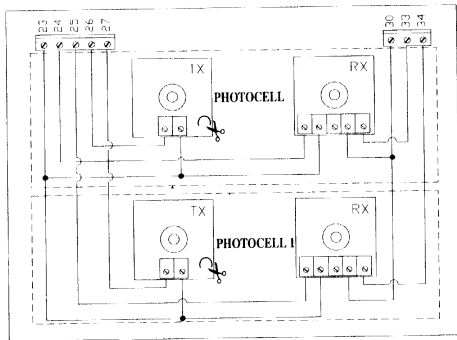 23 24 25 26 27
30 33 34
TX
RX
PHOTOCELL
TX
RX
PHOTOCELL 1